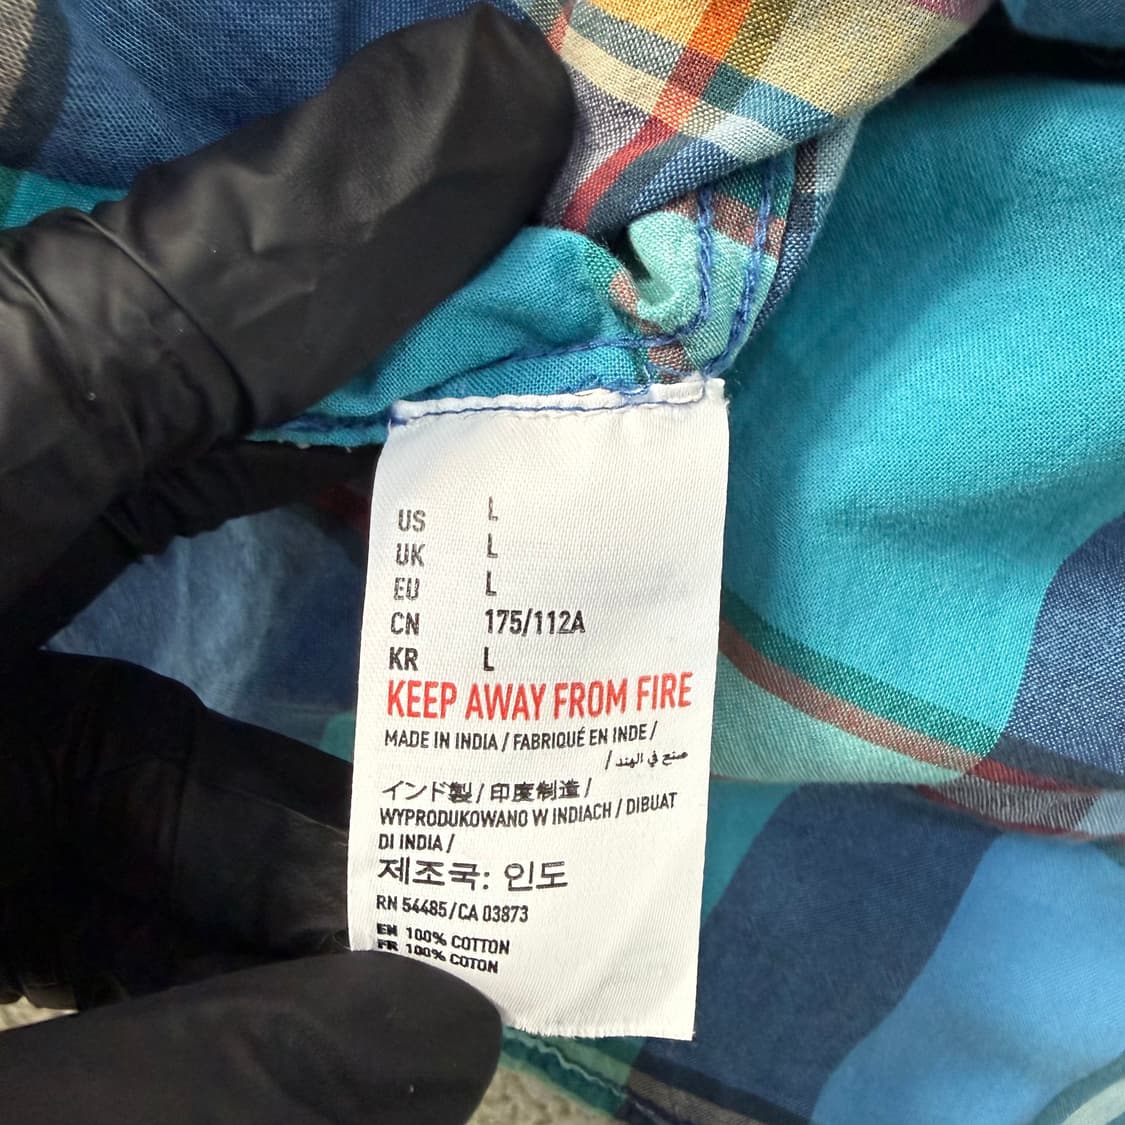 US L
UK L
EU L
CN 175/112A
KR L
KEEP AWAY FROM FIRE
MADE IN INDIA / FABRIQUÉ EN INDE /
صنع في الهند /
インド製 / 印度制造 /
WYPRODUKOWANO W INDIACH / DIBUAT
DI INDIA /
제조국: 인도
RN 54485/CA 03873
EN 100% COTTON
FR 100% COTON